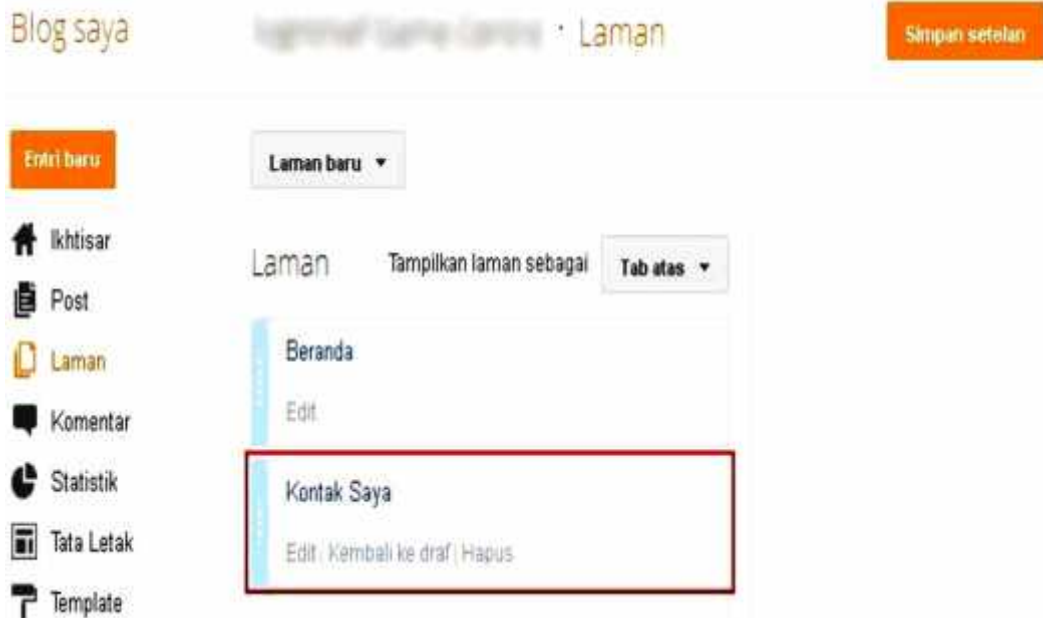 Blog saya
· Laman
Simpan setelan
Entri baru
Laman baru
Ikhtisar
Post
Laman
Komentar
Statistik
Tata Letak
Template
Laman
Tampilkan laman sebagai
Tab atas
Beranda
Edit
Kontak Saya
Edit | Kembali ke draf | Hapus